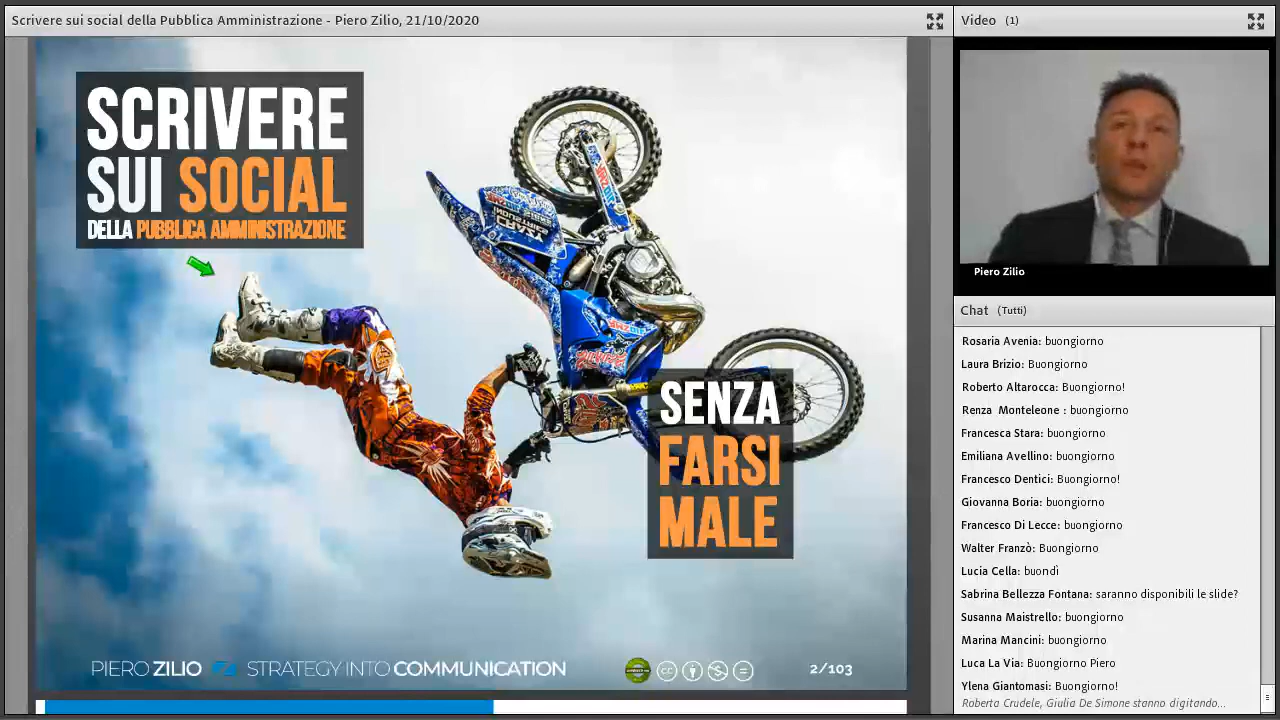 Scrivere sui social della Pubblica Amministrazione - Piero Zilio, 21/10/2020
SCRIVERE
SUI SOCIAL
DELLA PUBBLICA AMMINISTRAZIONE
SENZA
FARSI
MALE
PIERO ZILIO STRATEGY INTO COMMUNICATION
2/103
Video (1)
Piero Zilio
Chat (Tutti)
Rosaria Avenia: buongiorno
Laura Brizio: Buongiorno
Roberto Altarocca: Buongiorno!
Renza Monteleone : buongiorno
Francesca Stara: buongiorno
Emiliana Avellino: buongiorno
Francesco Dentici: Buongiorno!
Giovanna Boria: buongiorno
Francesco Di Lecce: buongiorno
Walter Franzò: Buongiorno
Lucia Cella: buondì
Sabrina Bellezza Fontana: saranno disponibili le slide?
Susanna Maistrello: buongiorno
Marina Mancini: buongiorno
Luca La Via: Buongiorno Piero
Ylena Giantomasi: Buongiorno!
Roberta Crudele, Giulia De Simone stanno digitando...